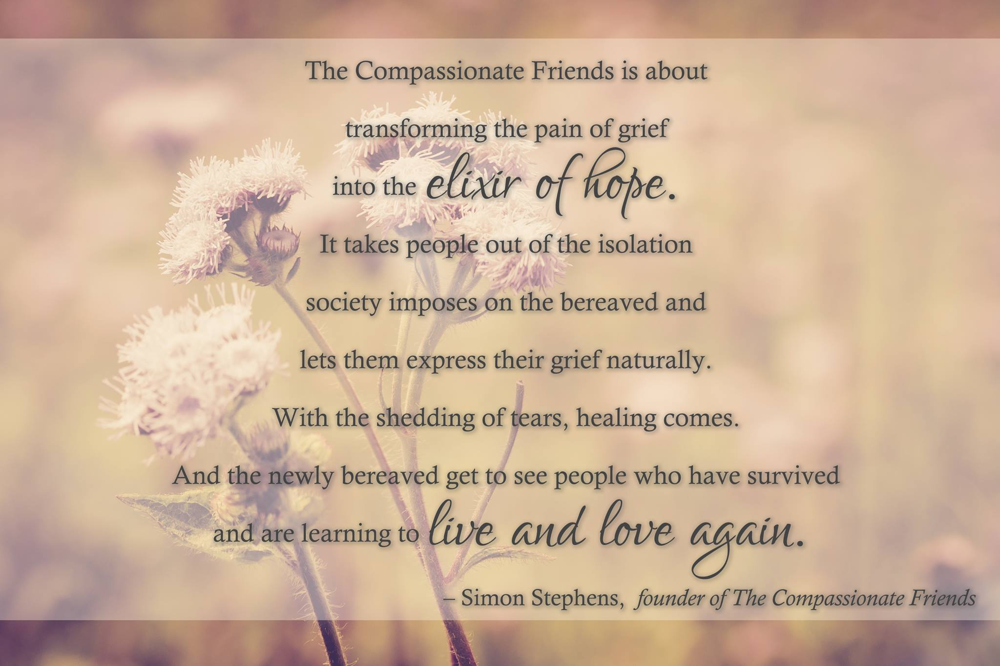 The Compassionate Friends is about
transforming the pain of grief
into the elixir of hope.
It takes people out of the isolation
society imposes on the bereaved and
lets them express their grief naturally.
With the shedding of tears, healing comes.
And the newly bereaved get to see people who have survived
and are learning to live and love again.
– Simon Stephens, founder of The Compassionate Friends